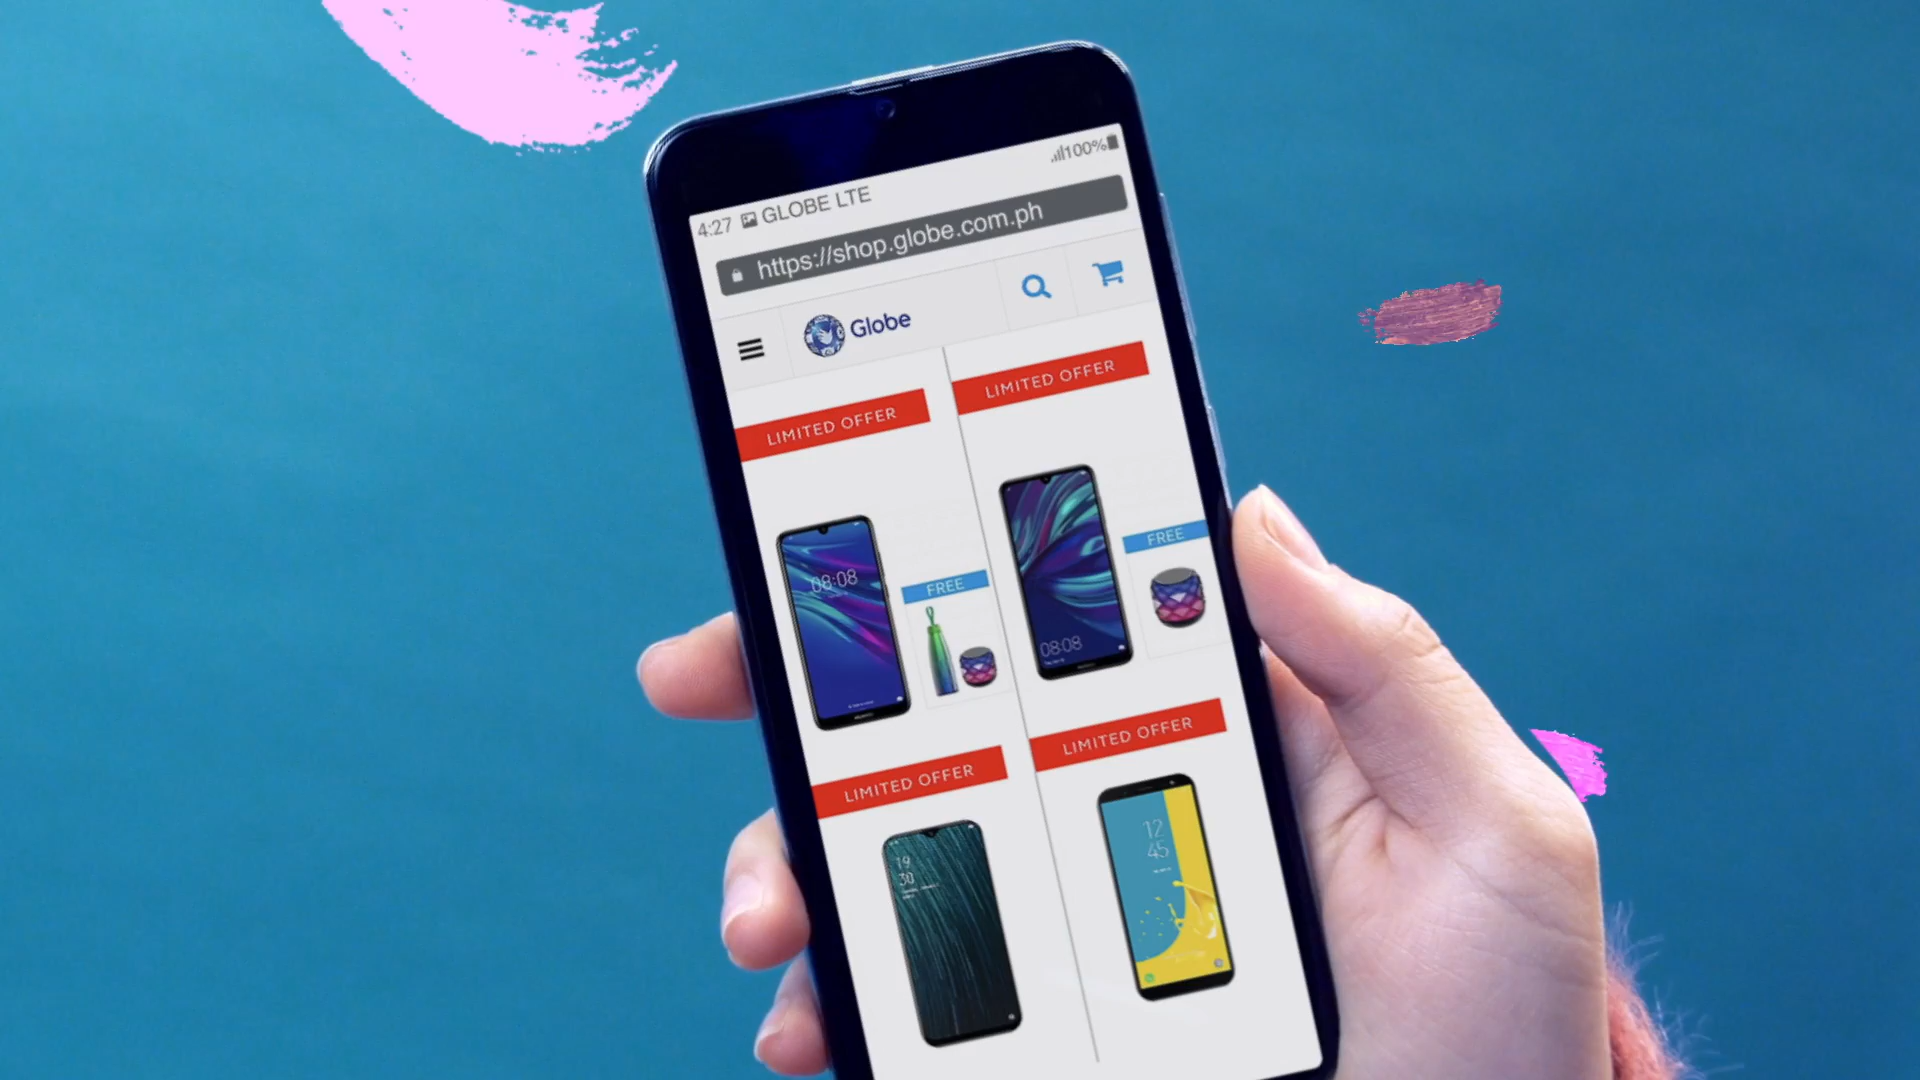 4:27 GLOBE LTE 100%
https://shop.globe.com.ph
Globe
LIMITED OFFER
LIMITED OFFER
08:08
FREE
HUAWEI
08:08
FREE
LIMITED OFFER
LIMITED OFFER
19
30
12
45